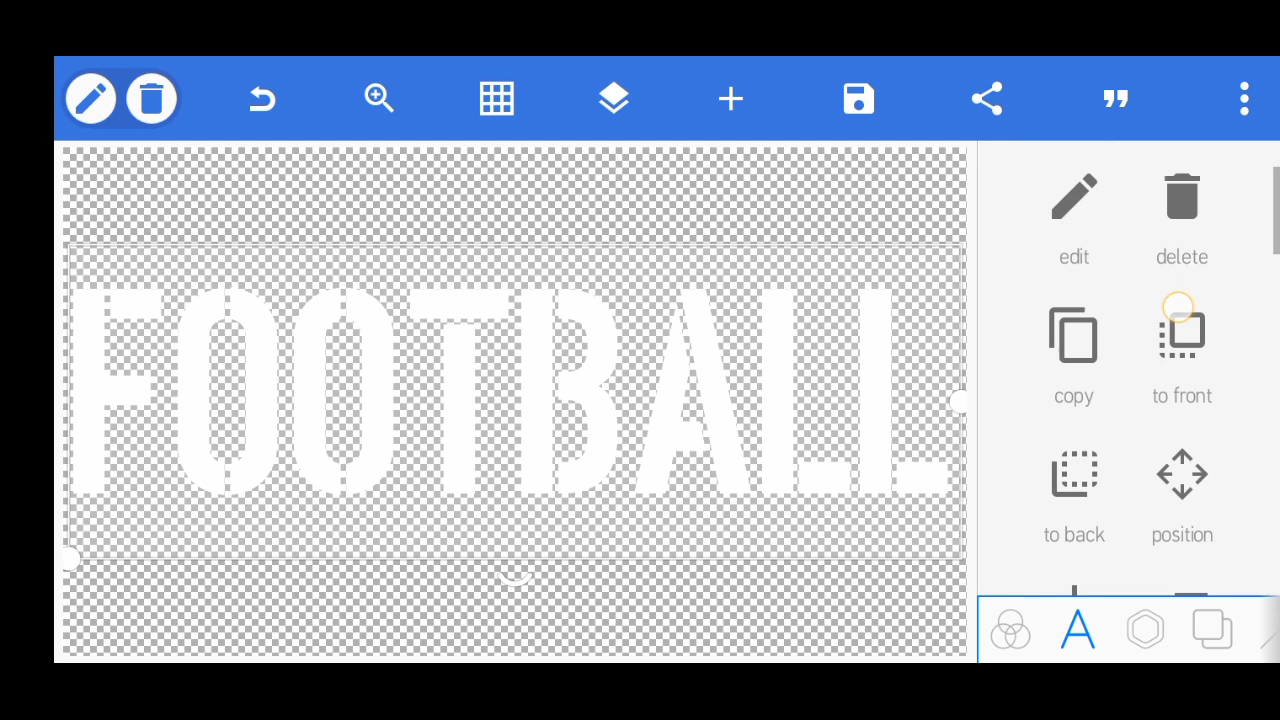 FOOTBALL
edit
delete
copy
to front
to back
position